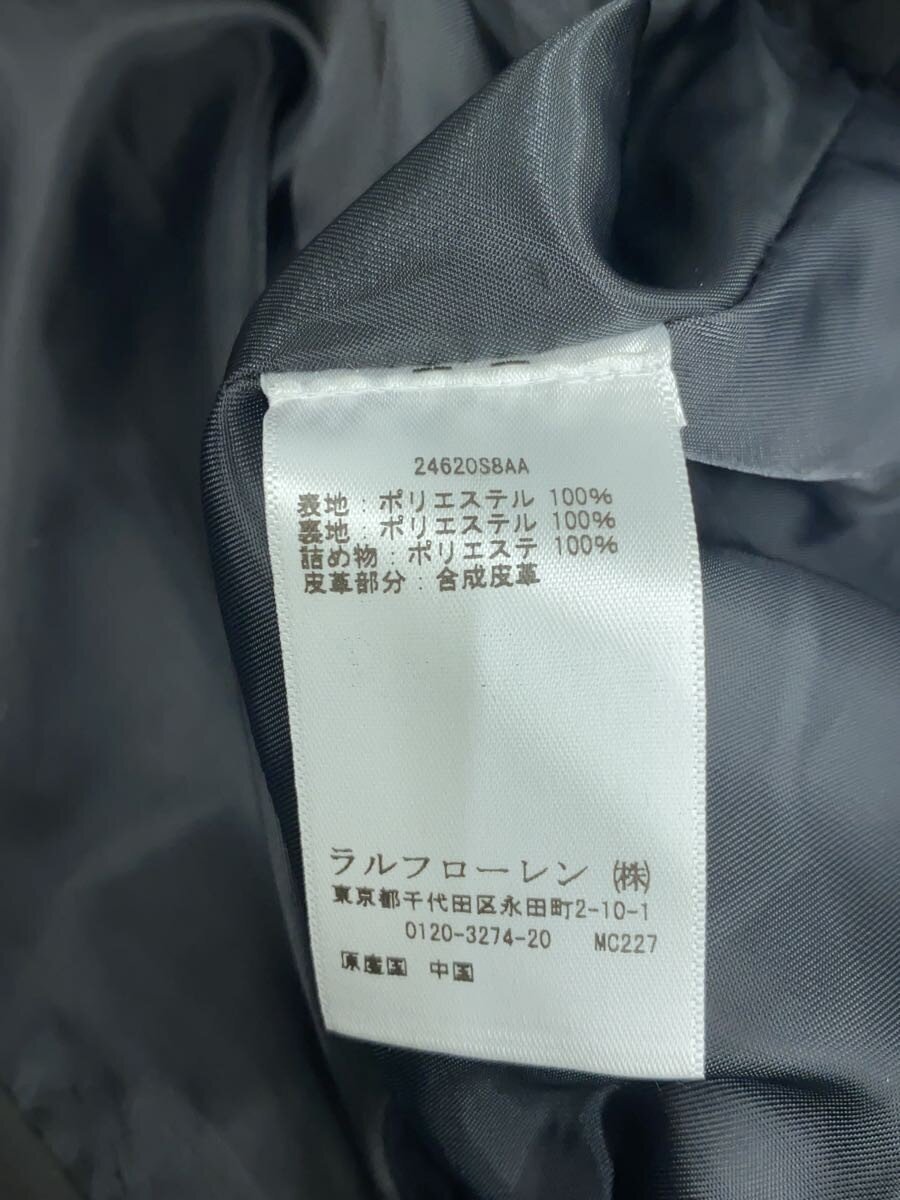 24620S8AA
表地：ポリエステル 100%
裏地：ポリエステル 100%
詰め物：ポリエステ 100%
皮革部分：合成皮革
ラルフローレン ㈱
東京都千代田区永田町2-10-1
0120-3274-20 MC227
原産国 中国